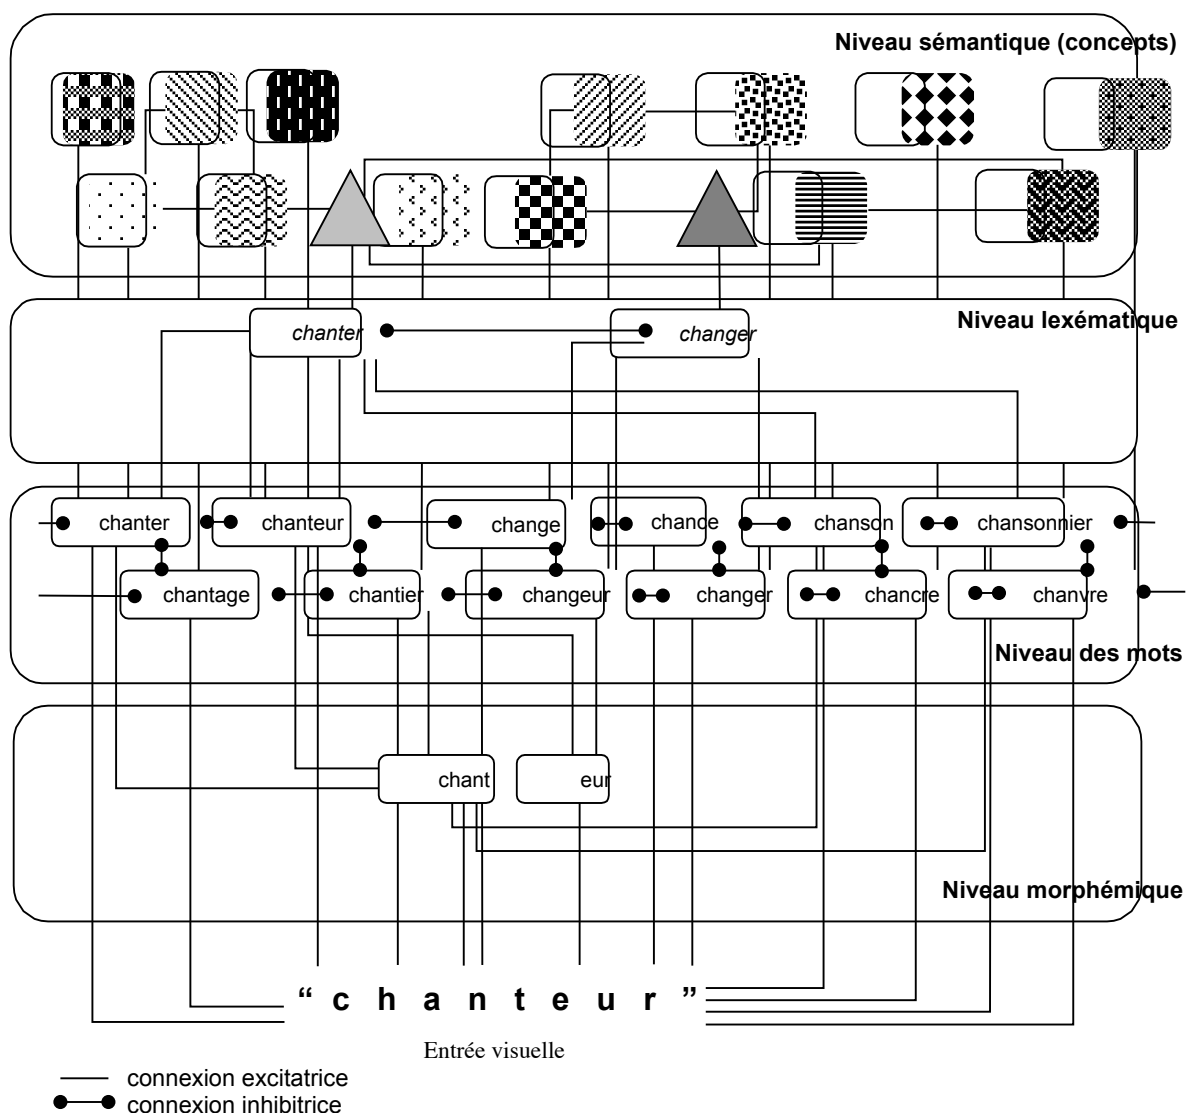 Niveau sémantique (concepts)
Niveau lexématique
chanter
changer
chanter
chanteur
change
chance
chanson
chansonnier
chantage
chantier
changeur
changer
chancre
chanvre
Niveau des mots
chant
eur
Niveau morphémique
“ c h a n t e u r ”
Entrée visuelle
connexion excitatrice
connexion inhibitrice